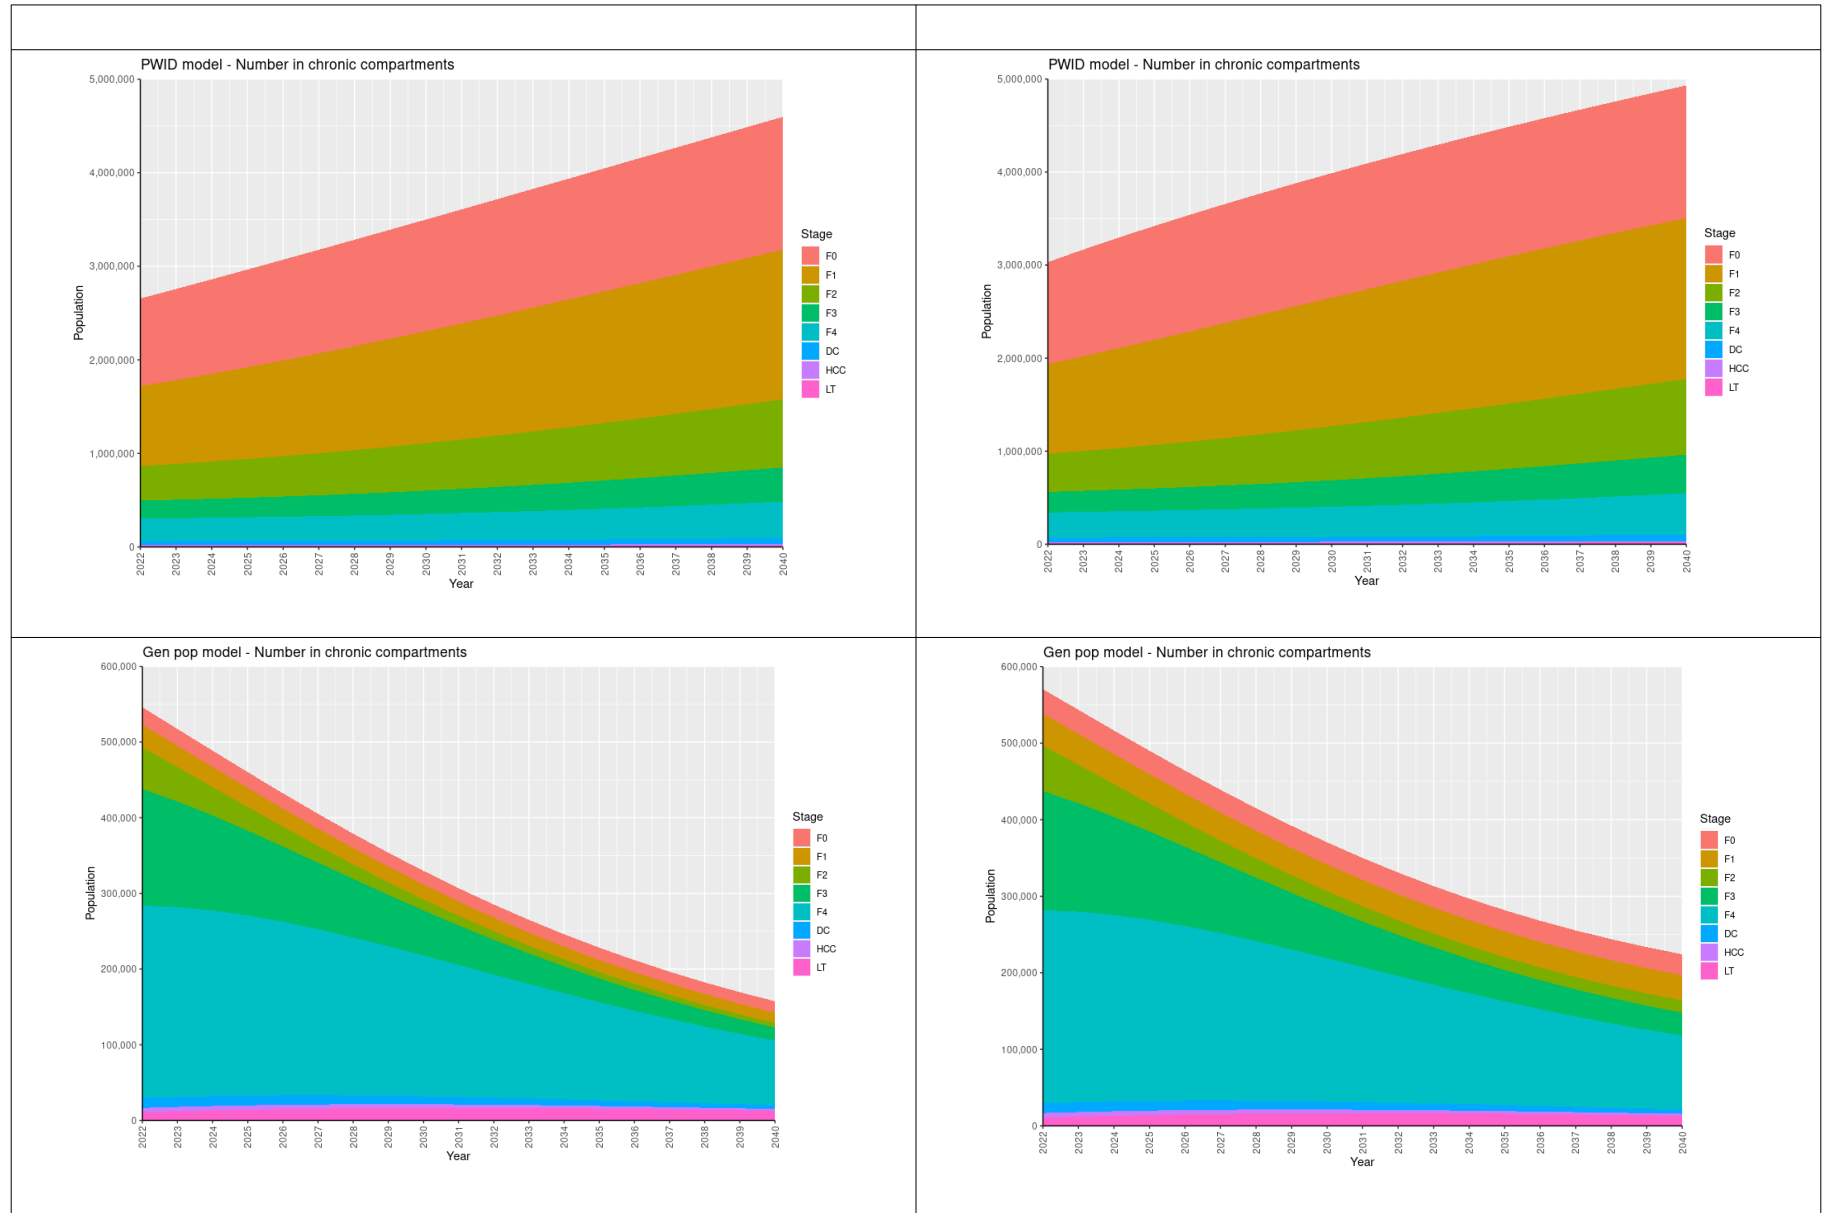 PWID model - Number in chronic compartments
5,000,000
4,000,000
3,000,000
2,000,000
1,000,000
0
Population
2022 2023 2024 2025 2026 2027 2028 2029 2030 2031 2032 2033 2034 2035 2036 2037 2038 2039 2040
Year
Stage
F0
F1
F2
F3
F4
DC
HCC
LT
PWID model - Number in chronic compartments
5,000,000
4,000,000
3,000,000
2,000,000
1,000,000
0
Population
2022 2023 2024 2025 2026 2027 2028 2029 2030 2031 2032 2033 2034 2035 2036 2037 2038 2039 2040
Year
Stage
F0
F1
F2
F3
F4
DC
HCC
LT
Gen pop model - Number in chronic compartments
600,000
500,000
400,000
300,000
200,000
100,000
0
Population
2022 2023 2024 2025 2026 2027 2028 2029 2030 2031 2032 2033 2034 2035 2036 2037 2038 2039 2040
Year
Stage
F0
F1
F2
F3
F4
DC
HCC
LT
Gen pop model - Number in chronic compartments
600,000
500,000
400,000
300,000
200,000
100,000
0
Population
2022 2023 2024 2025 2026 2027 2028 2029 2030 2031 2032 2033 2034 2035 2036 2037 2038 2039 2040
Year
Stage
F0
F1
F2
F3
F4
DC
HCC
LT